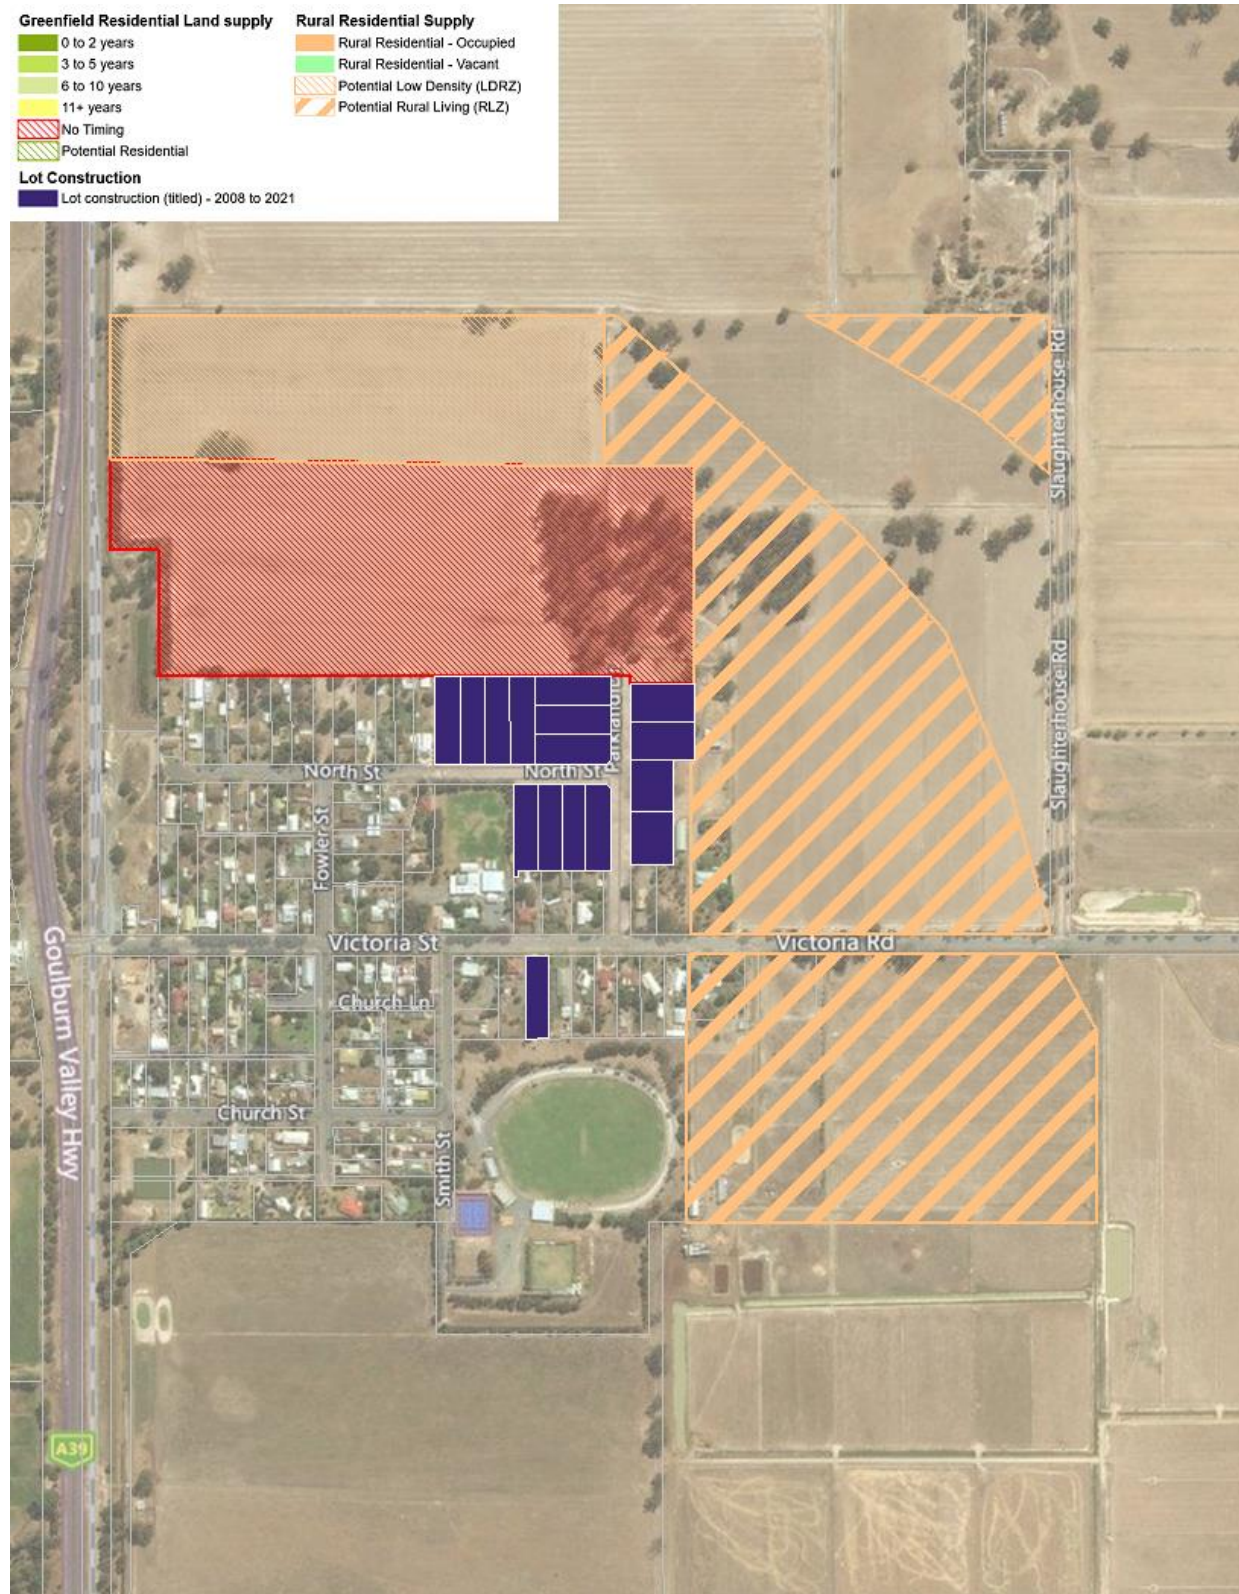 Greenfield Residential Land supply
0 to 2 years
3 to 5 years
6 to 10 years
11+ years
No Timing
Potential Residential
Lot Construction
Lot construction (titled) - 2008 to 2021
Rural Residential Supply
Rural Residential - Occupied
Rural Residential - Vacant
Potential Low Density (LDRZ)
Potential Rural Living (RLZ)
Slaughterhouse Rd
Slaughterhouse Rd
North St
North St
Fowler St
Victoria St
Victoria Rd
Goulburn Valley Hwy
Church Ln
Church St
Smith St
A39